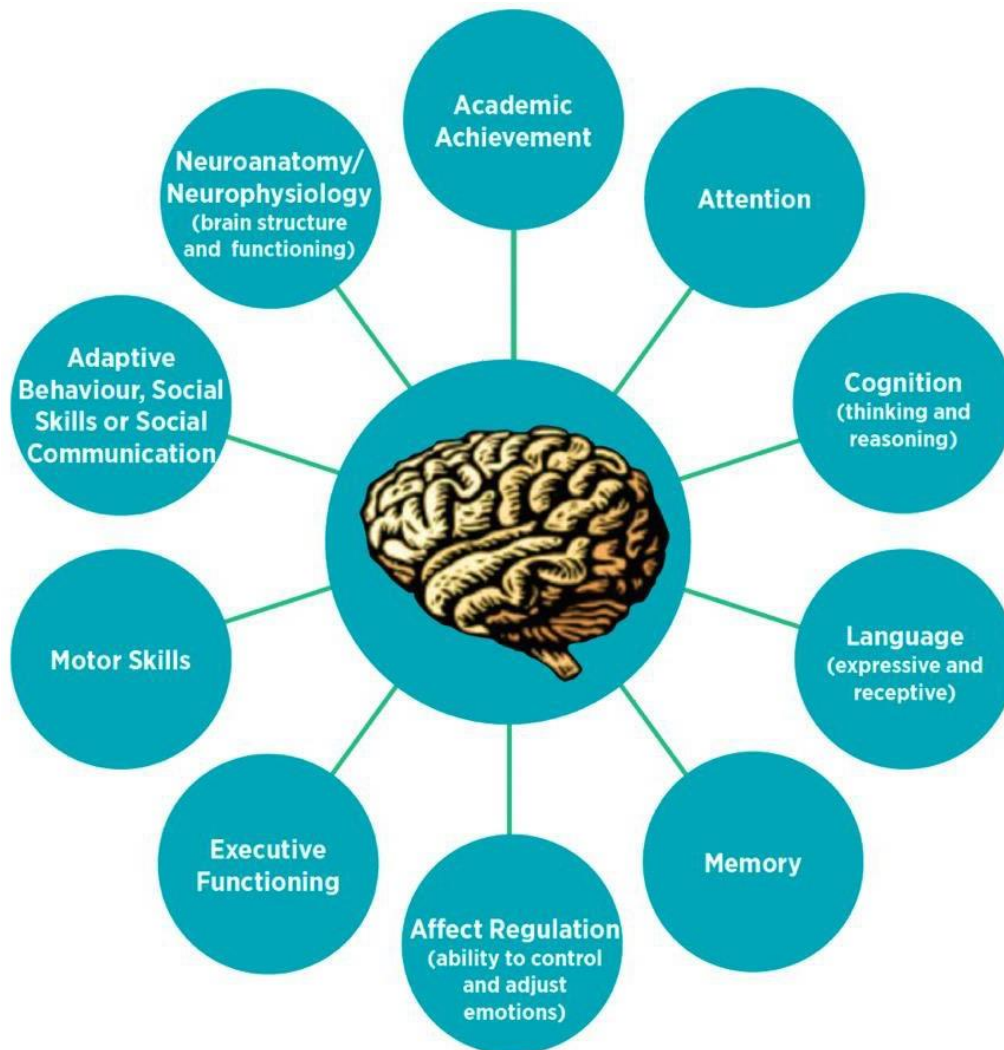 Academic
Achievement
Attention
Cognition
(thinking and
reasoning)
Language
(expressive and
receptive)
Memory
Affect Regulation
(ability to control
and adjust
emotions)
Executive
Functioning
Motor Skills
Adaptive
Behaviour, Social
Skills or Social
Communication
Neuroanatomy/
Neurophysiology
(brain structure
and functioning)